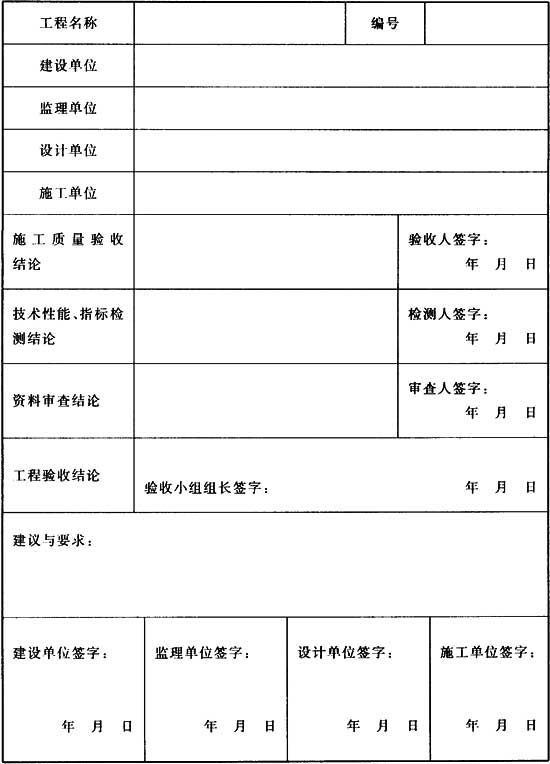 工程名称 编号
建设单位
监理单位
设计单位
施工单位
施工质量验收 验收人签字：
结论 年 月 日
技术性能、指标检 检测人签字：
测结论 年 月 日
审查人签字：
资料审查结论
年 月 日
工程验收结论
验收小组组长签字： 年 月 日
建议与要求：
建设单位签字： 监理单位签字： 设计单位签字： 施工单位签字：
年 月 日 年 月 日 年 月 日 年 月 日